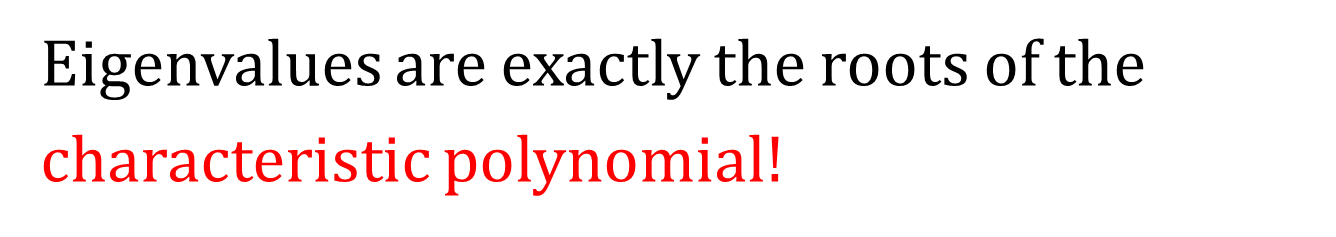 Eigenvalues are exactly the roots of the
characteristic polynomial!